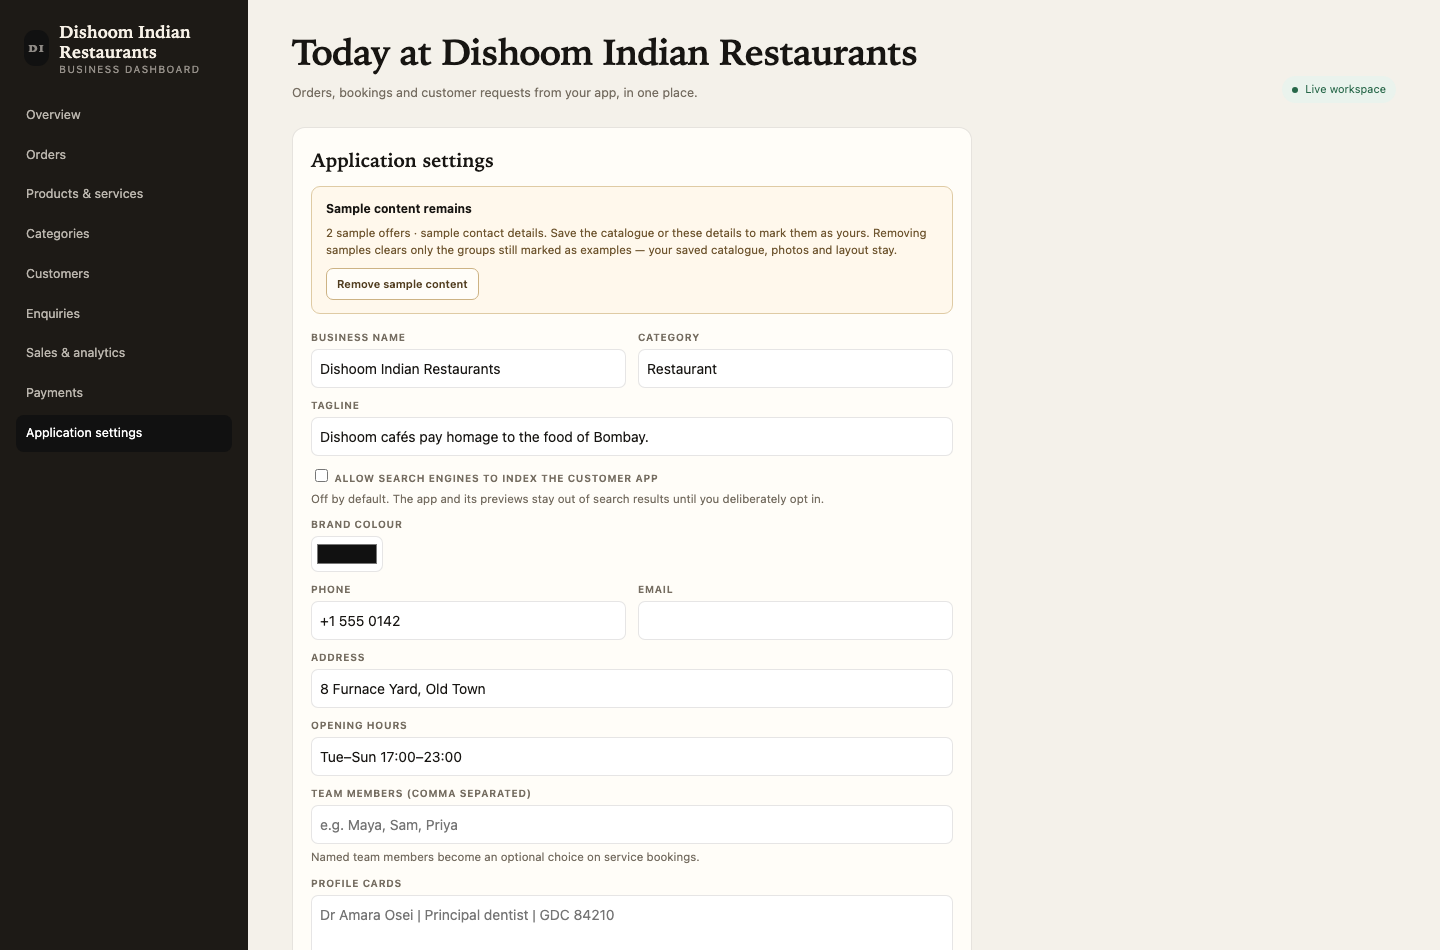 DI
Dishoom Indian
Restaurants
BUSINESS DASHBOARD
Overview
Orders
Products & services
Categories
Customers
Enquiries
Sales & analytics
Payments
Application settings
Today at Dishoom Indian Restaurants
Orders, bookings and customer requests from your app, in one place.
Live workspace
Application settings
Sample content remains
2 sample offers · sample contact details. Save the catalogue or these details to mark them as yours. Removing
samples clears only the groups still marked as examples — your saved catalogue, photos and layout stay.
Remove sample content
BUSINESS NAME
CATEGORY
Dishoom Indian Restaurants
Restaurant
TAGLINE
Dishoom cafés pay homage to the food of Bombay.
ALLOW SEARCH ENGINES TO INDEX THE CUSTOMER APP
Off by default. The app and its previews stay out of search results until you deliberately opt in.
BRAND COLOUR
PHONE
EMAIL
+1 555 0142
ADDRESS
8 Furnace Yard, Old Town
OPENING HOURS
Tue–Sun 17:00–23:00
TEAM MEMBERS (COMMA SEPARATED)
e.g. Maya, Sam, Priya
Named team members become an optional choice on service bookings.
PROFILE CARDS
Dr Amara Osei | Principal dentist | GDC 84210